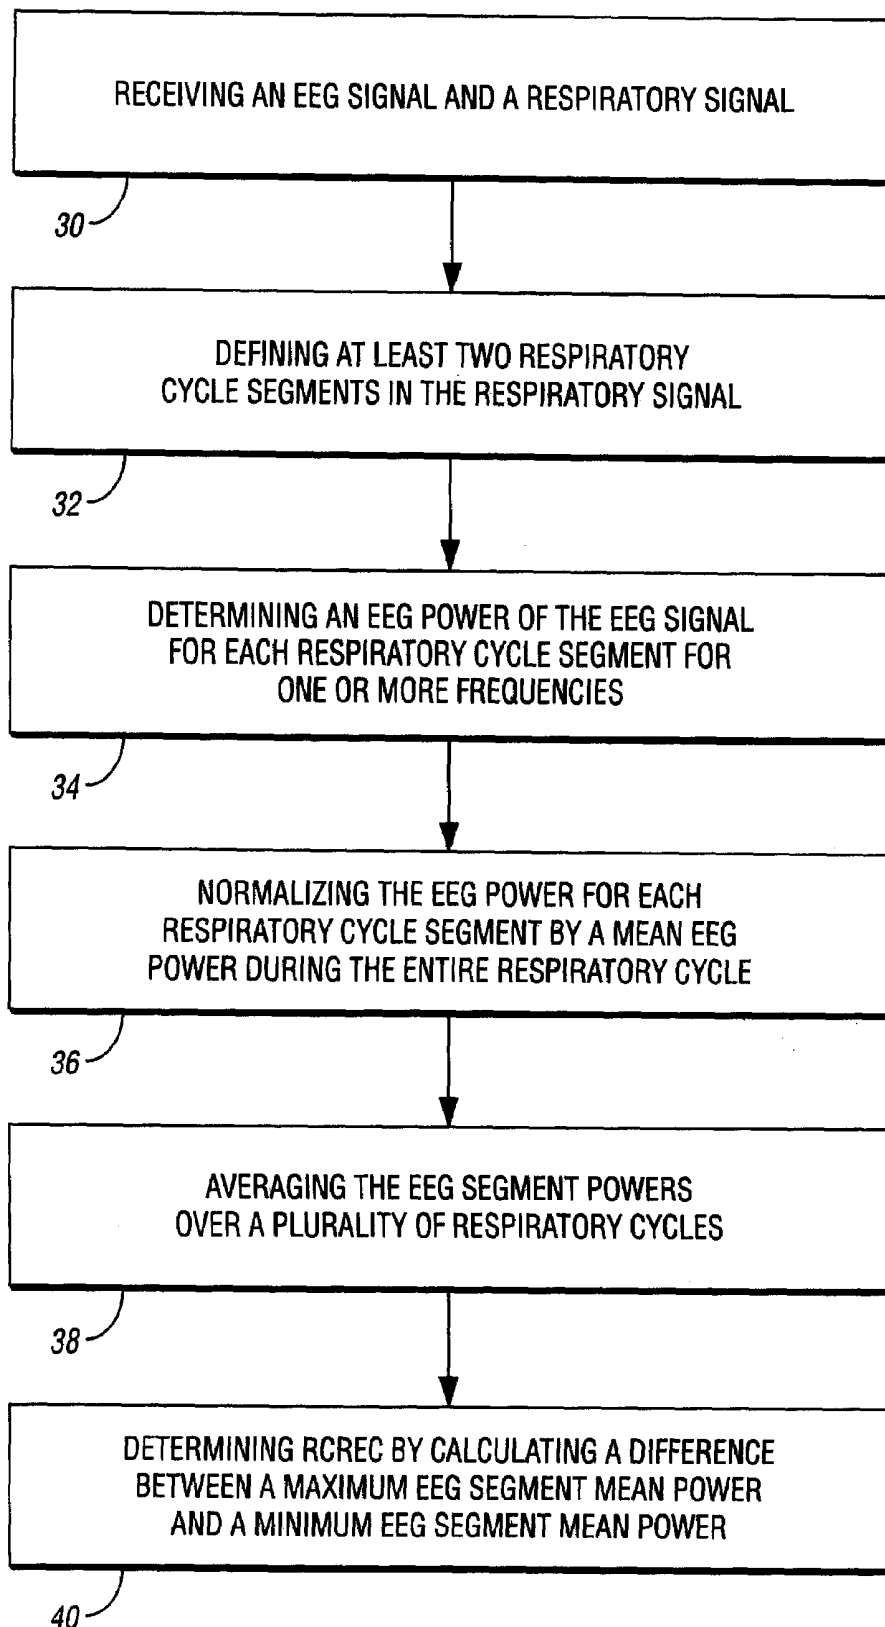 RECEIVING AN EEG SIGNAL AND A RESPIRATORY SIGNAL
30
DEFINING AT LEAST TWO RESPIRATORY
CYCLE SEGMENTS IN THE RESPIRATORY SIGNAL
32
DETERMINING AN EEG POWER OF THE EEG SIGNAL
FOR EACH RESPIRATORY CYCLE SEGMENT FOR
ONE OR MORE FREQUENCIES
34
NORMALIZING THE EEG POWER FOR EACH
RESPIRATORY CYCLE SEGMENT BY A MEAN EEG
POWER DURING THE ENTIRE RESPIRATORY CYCLE
36
AVERAGING THE EEG SEGMENT POWERS
OVER A PLURALITY OF RESPIRATORY CYCLES
38
DETERMINING RCREC BY CALCULATING A DIFFERENCE
BETWEEN A MAXIMUM EEG SEGMENT MEAN POWER
AND A MINIMUM EEG SEGMENT MEAN POWER
40